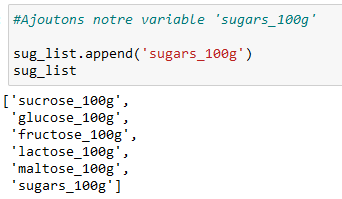 #Ajoutons notre variable 'sugars_100g'
sug_list.append('sugars_100g')
sug_list
['sucrose_100g',
'glucose_100g',
'fructose_100g',
'lactose_100g',
'maltose_100g',
'sugars_100g']